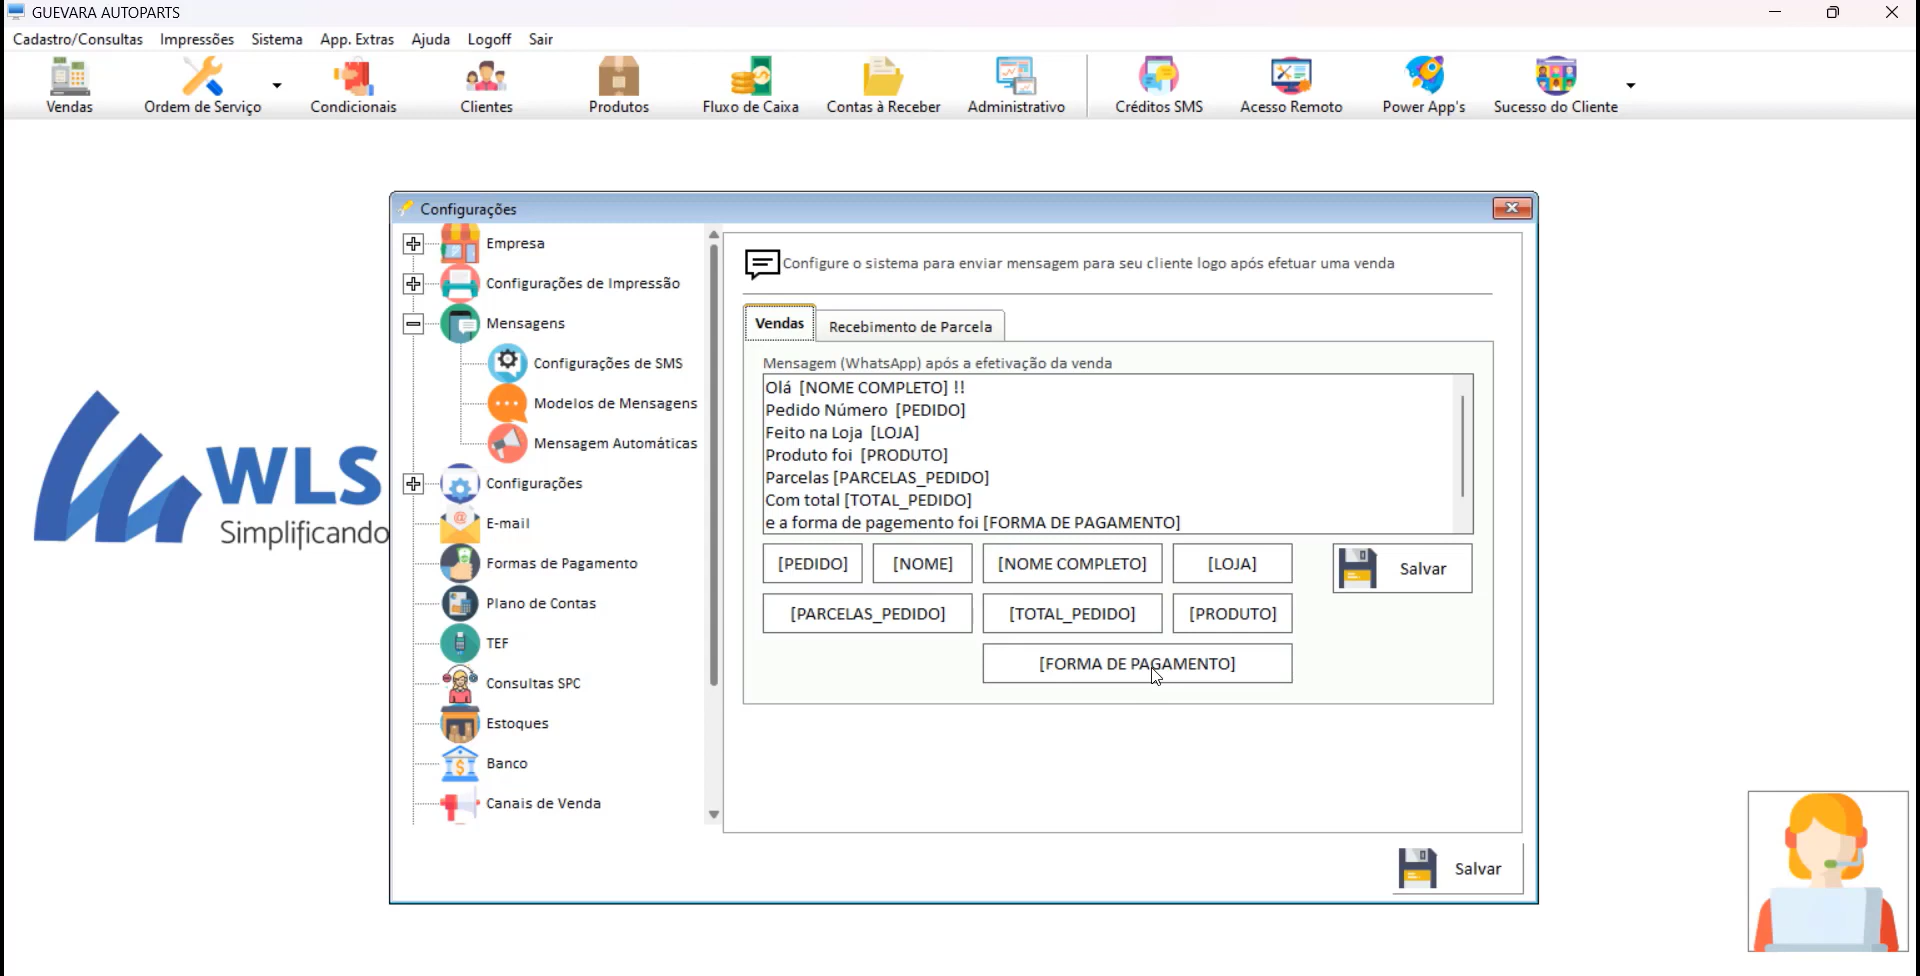 GUEVARA AUTOPARTS
Cadastro/Consultas Impressões Sistema App. Extras Ajuda Logoff Sair
Vendas Ordem de Serviço Condicionais Clientes Produtos Fluxo de Caixa Contas à Receber Administrativo Créditos SMS Acesso Remoto Power App's Sucesso do Cliente
WLS
Simplificando
Configurações
Empresa
Configurações de Impressão
Mensagens
Configurações de SMS
Modelos de Mensagens
Mensagem Automáticas
Configurações
E-mail
Formas de Pagamento
Plano de Contas
TEF
Consultas SPC
Estoques
Banco
Canais de Venda
Configure o sistema para enviar mensagem para seu cliente logo após efetuar uma venda
Vendas Recebimento de Parcela
Mensagem (WhatsApp) após a efetivação da venda
Olá [NOME COMPLETO] !!
Pedido Número [PEDIDO]
Feito na Loja [LOJA]
Produto foi [PRODUTO]
Parcelas [PARCELAS_PEDIDO]
Com total [TOTAL_PEDIDO]
e a forma de pagemento foi [FORMA DE PAGAMENTO]
[PEDIDO] [NOME] [NOME COMPLETO] [LOJA] Salvar
[PARCELAS_PEDIDO] [TOTAL_PEDIDO] [PRODUTO]
[FORMA DE PAGAMENTO]
Salvar